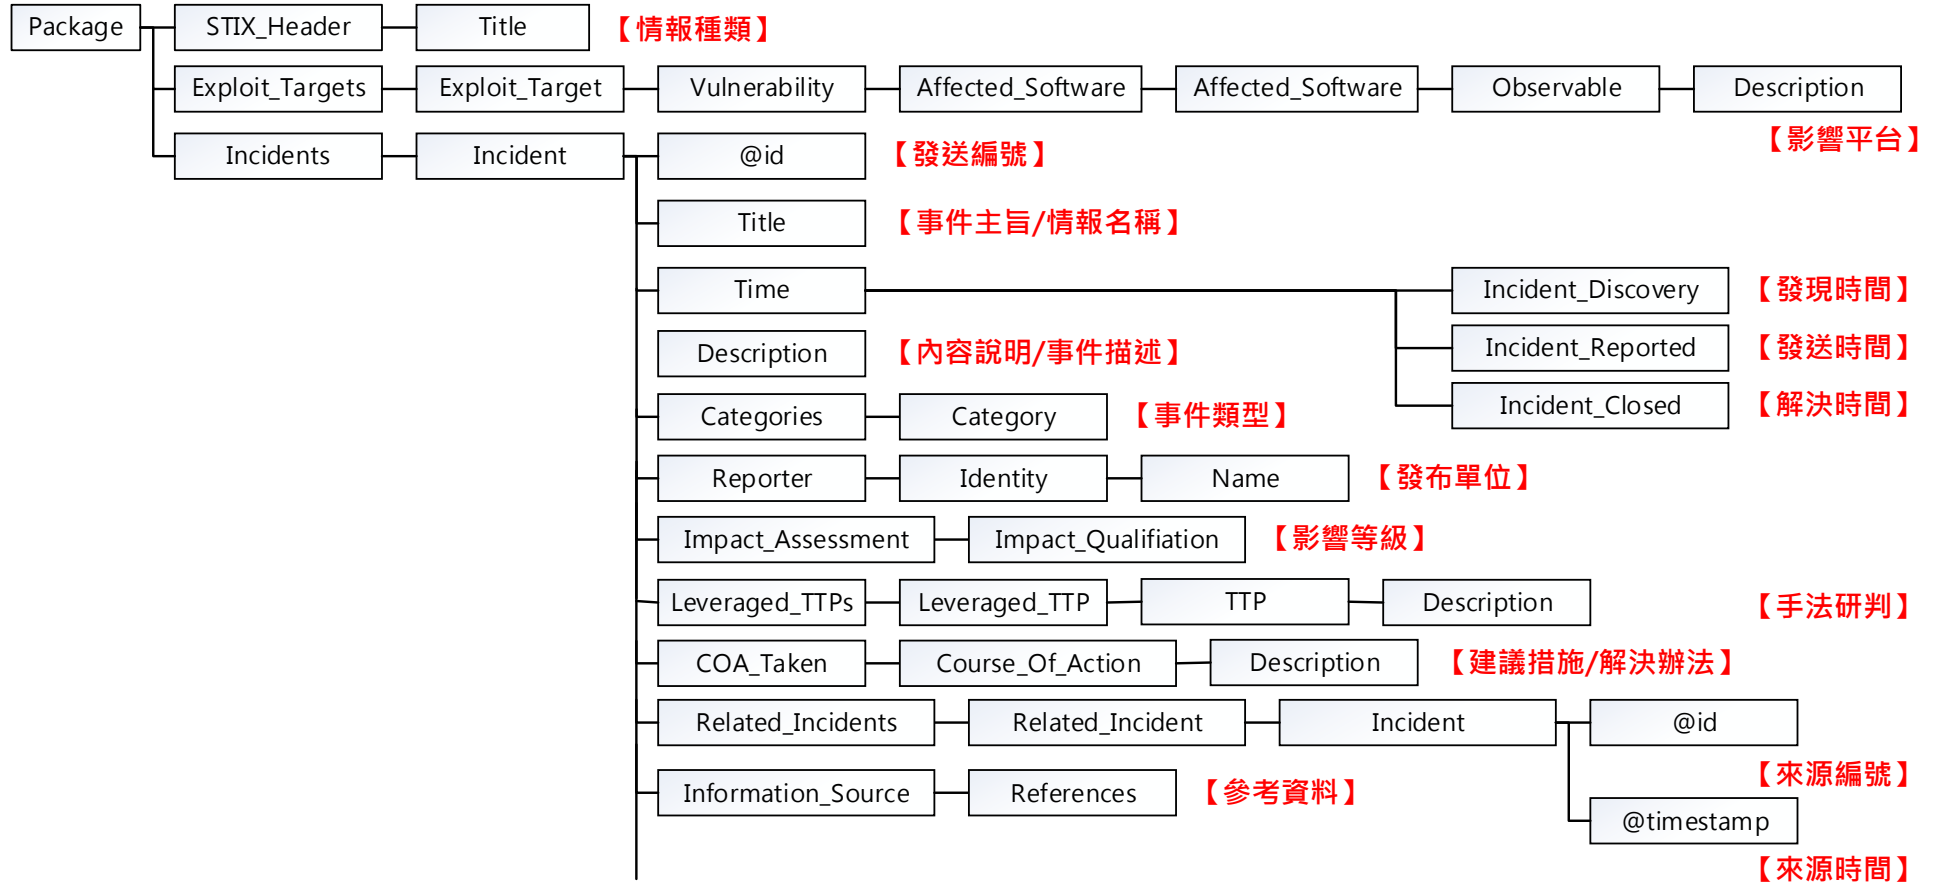 Package STIX_Header Title 【情報種類】
Exploit_Targets Exploit_Target Vulnerability Affected_Software Affected_Software Observable Description
【影響平台】
Incidents Incident @id 【發送編號】
Title 【事件主旨/情報名稱】
Time Incident_Discovery 【發現時間】
Incident_Reported 【發送時間】
Description 【內容說明/事件描述】
Incident_Closed 【解決時間】
Categories Category 【事件類型】
Reporter Identity Name 【發布單位】
Impact_Assessment Impact_Qualifiation 【影響等級】
Leveraged_TTPs Leveraged_TTP TTP Description 【手法研判】
COA_Taken Course_Of_Action Description 【建議措施/解決辦法】
Related_Incidents Related_Incident Incident @id
【來源編號】
Information_Source References 【參考資料】
@timestamp
【來源時間】